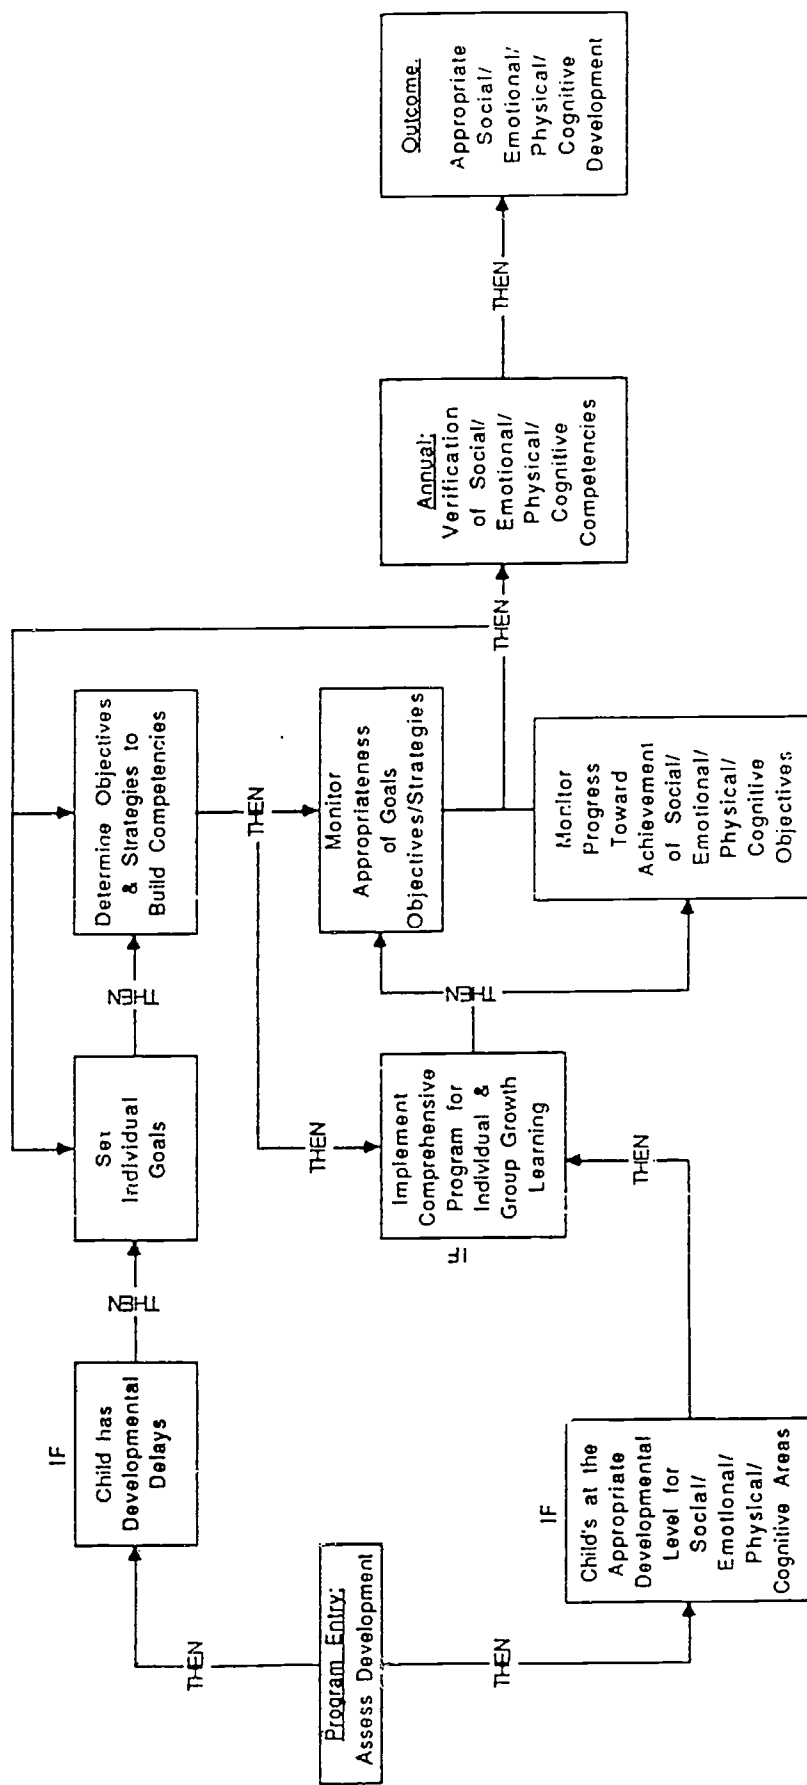 Program Entry:
Assess Development
THEN
THEN
IF
Child has
Developmental
Delays
THEN
Set
Individual
Goals
THEN
Determine Objectives
& Strategies to
Build Competencies
THEN
THEN
IF
Child's at the
Appropriate
Developmental
Level for
Social/
Emotional/
Physical/
Cognitive Areas
THEN
IF
Implement
Comprehensive
Program for
Individual &
Group Growth
Learning
THEN
Monitor
Appropriateness
of Goals
Objectives/Strategies
Monitor
Progress
Toward
Achievement
of Social/
Emotional/
Physical/
Cognitive
Objectives
THEN
Annual:
Verification
of Social/
Emotional/
Physical/
Cognitive
Competencies
THEN
Outcome.
Appropriate
Social/
Emotional/
Physical/
Cognitive
Development